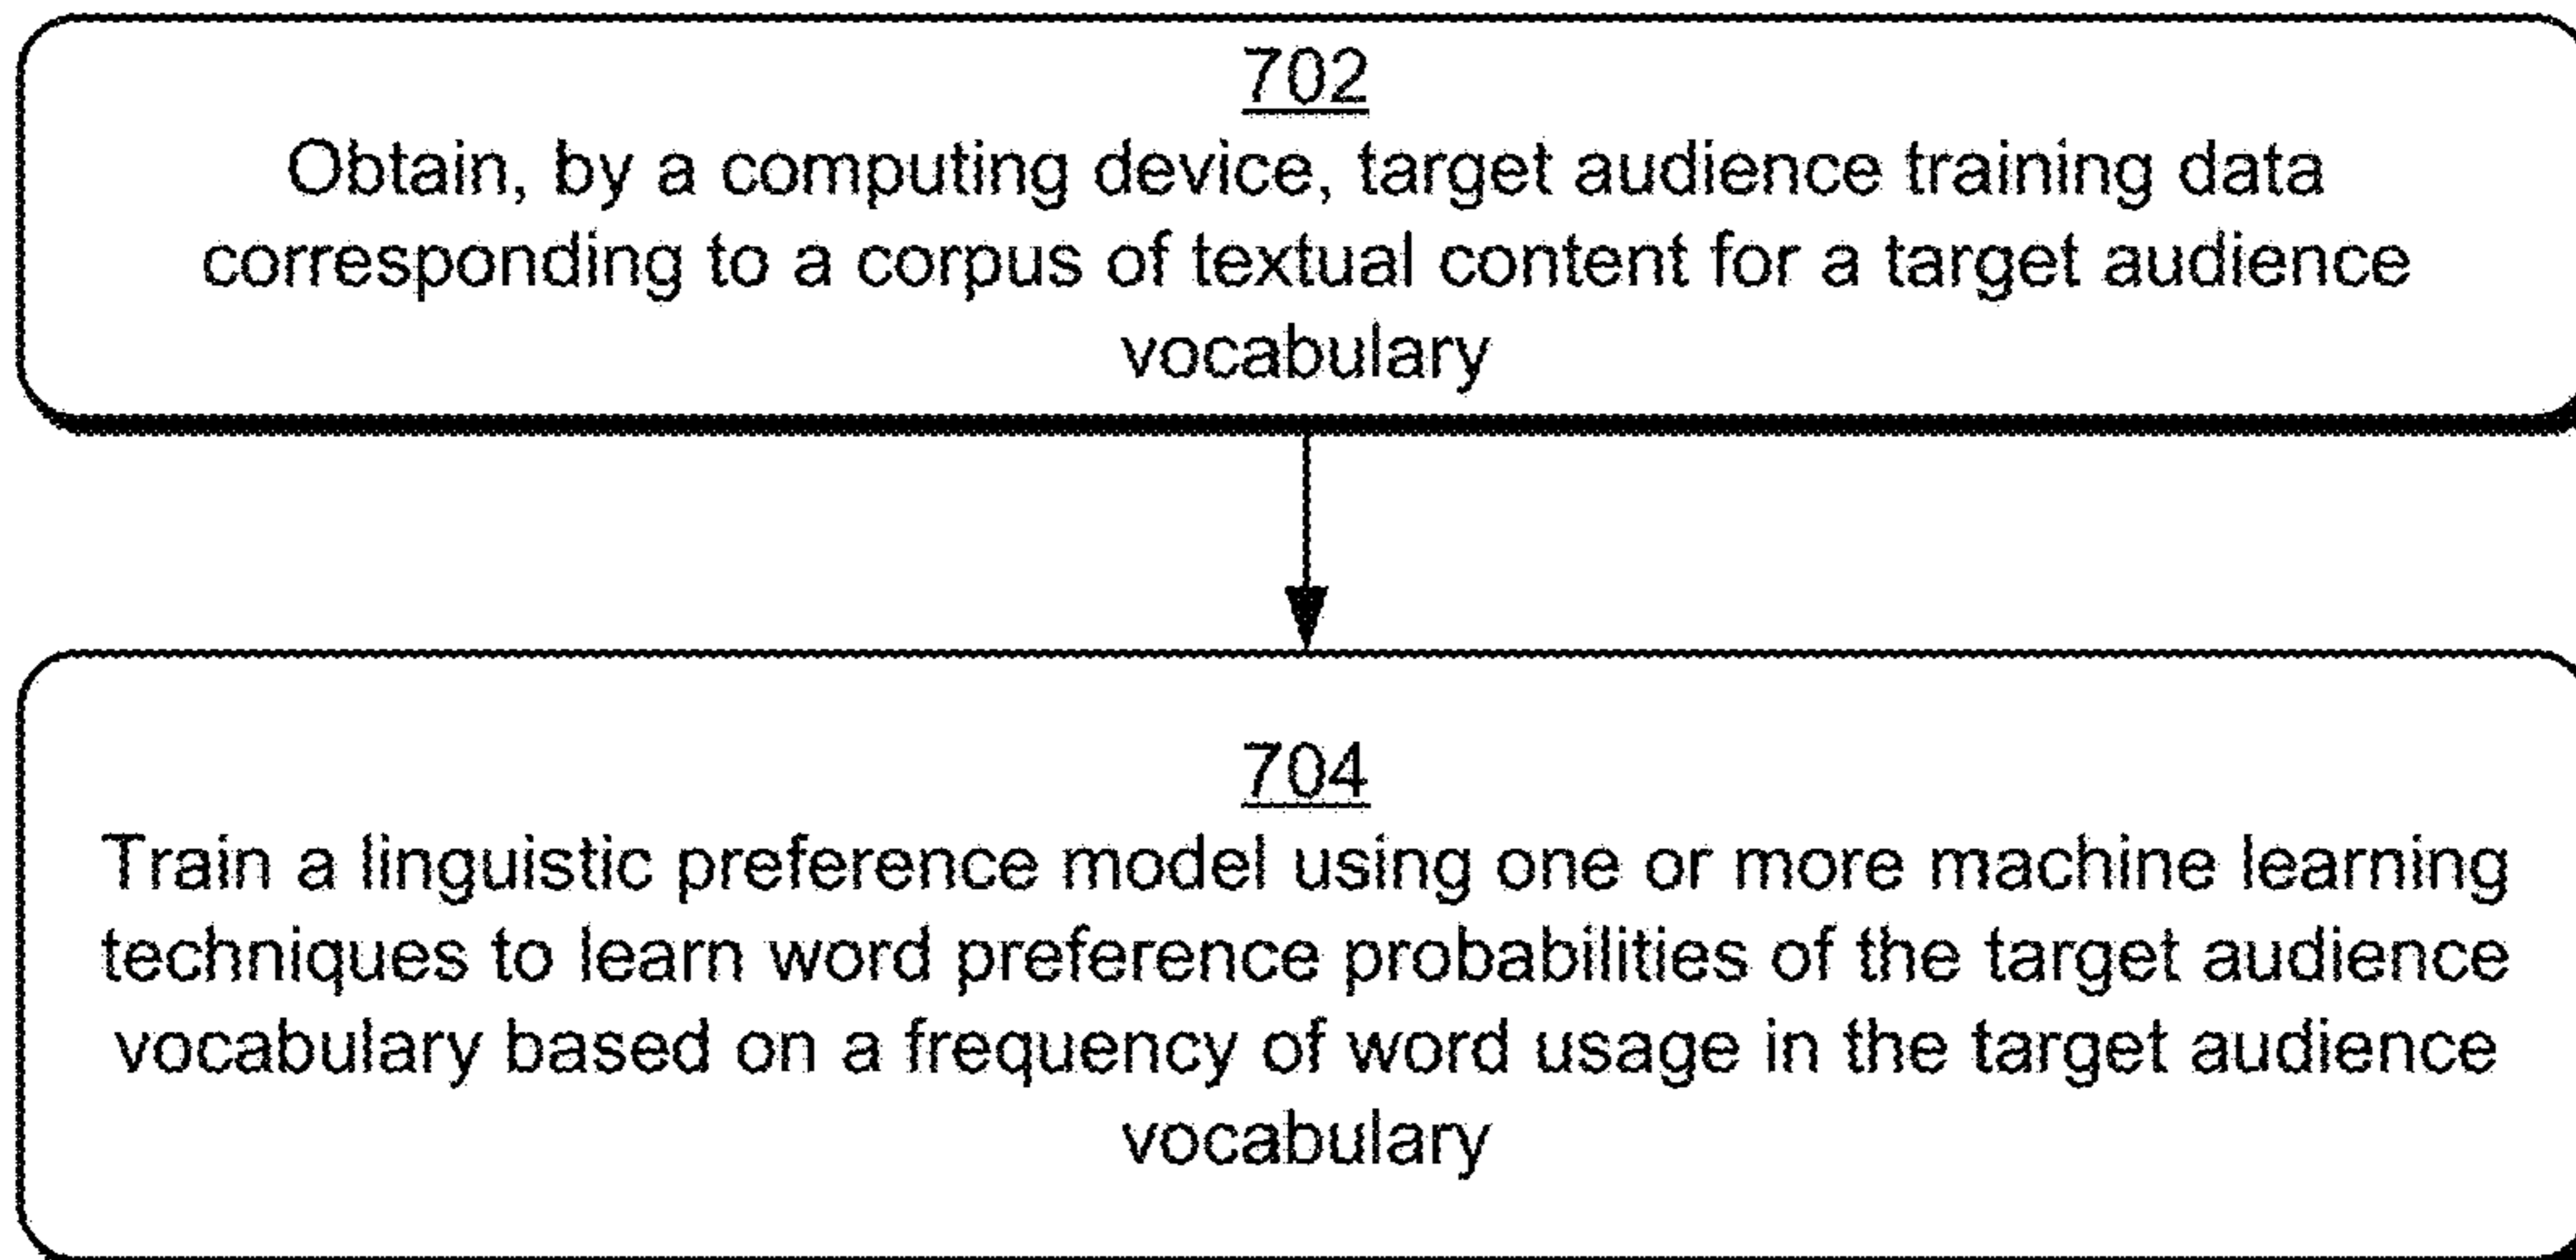 702
Obtain, by a computing device, target audience training data
corresponding to a corpus of textual content for a target audience
vocabulary
704
Train a linguistic preference model using one or more machine learning
techniques to learn word preference probabilities of the target audience
vocabulary based on a frequency of word usage in the target audience
vocabulary